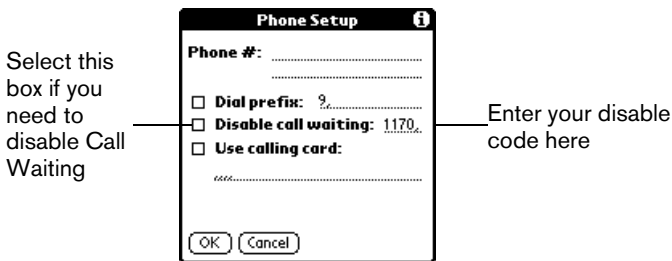 Select this
box if you
need to
disable Call
Waiting
Phone Setup
i
Phone #:
Dial prefix: 9,
Disable call waiting: 1170,
Use calling card:
,,,,
OK Cancel
Enter your disable
code here